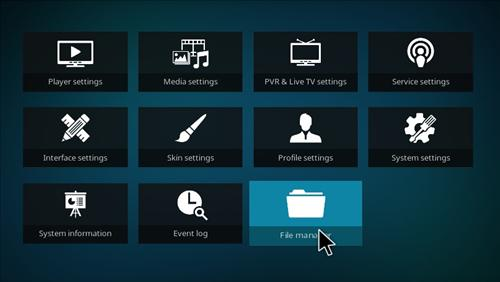 Player settings
Media settings
PVR & Live TV settings
Service settings
Interface settings
Skin settings
Profile settings
System settings
System information
Event log
File manager